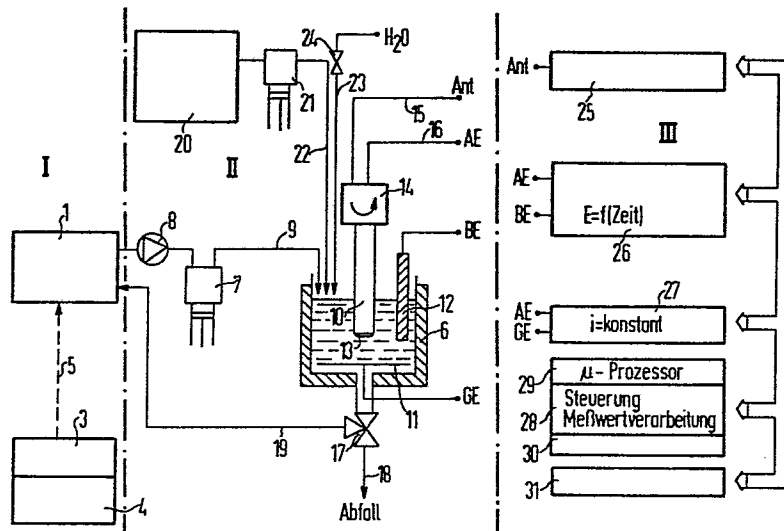 I
II
III
1
3
4
5
20
21
22
23
24
H2O
Ant
15
16
AE
14
BE
8
7
9
10
12
6
13
11
GE
17
18
19
Abfall
Ant
25
AE
BE
E=f(Zeit)
26
AE
GE
27
i=konstant
29
μ-Prozessor
28
Steuerung
Meßwertverarbeitung
30
31